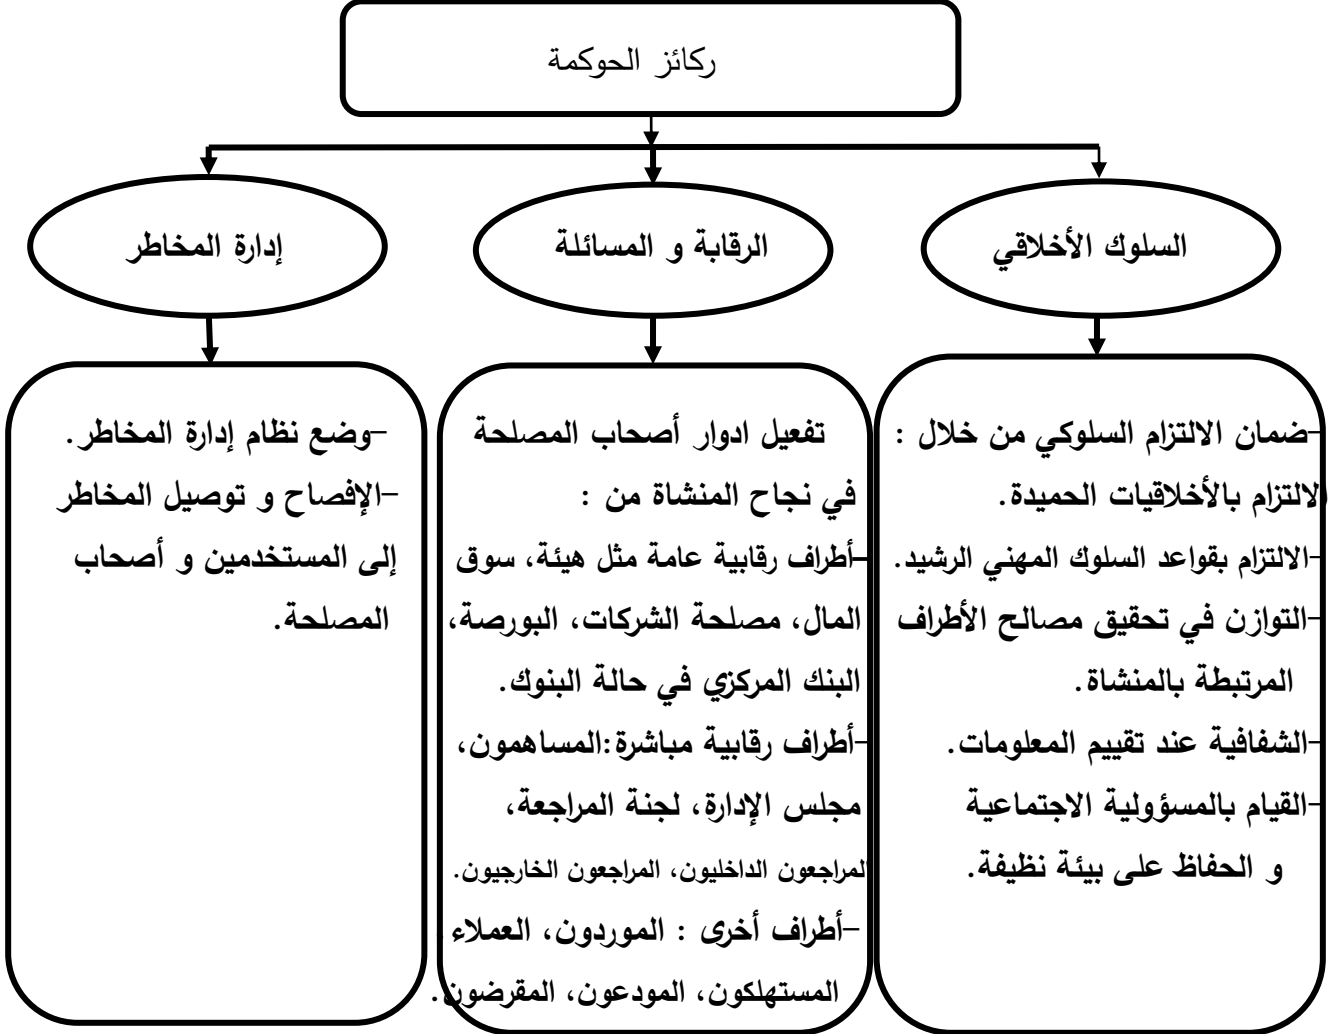 ركائز الحوكمة
السلوك الأخلاقي
الرقابة و المسائلة
إدارة المخاطر
-ضمان الالتزام السلوكي من خلال :
الالتزام بالأخلاقيات الحميدة.
-الالتزام بقواعد السلوك المهني الرشيد.
-التوازن في تحقيق مصالح الأطراف
المرتبطة بالمنشاة.
-الشفافية عند تقييم المعلومات.
-القيام بالمسؤولية الاجتماعية
و الحفاظ على بيئة نظيفة.
تفعيل ادوار أصحاب المصلحة
في نجاح المنشاة من :
-أطراف رقابية عامة مثل هيئة، سوق
المال، مصلحة الشركات، البورصة،
البنك المركزي في حالة البنوك.
-أطراف رقابية مباشرة:المساهمون،
مجلس الإدارة، لجنة المراجعة،
المراجعون الداخليون، المراجعون الخارجيون.
-أطراف أخرى : الموردون، العملاء
المستهلكون، المودعون، المقرضون.
-وضع نظام إدارة المخاطر.
-الإفصاح و توصيل المخاطر
إلى المستخدمين و أصحاب
المصلحة.